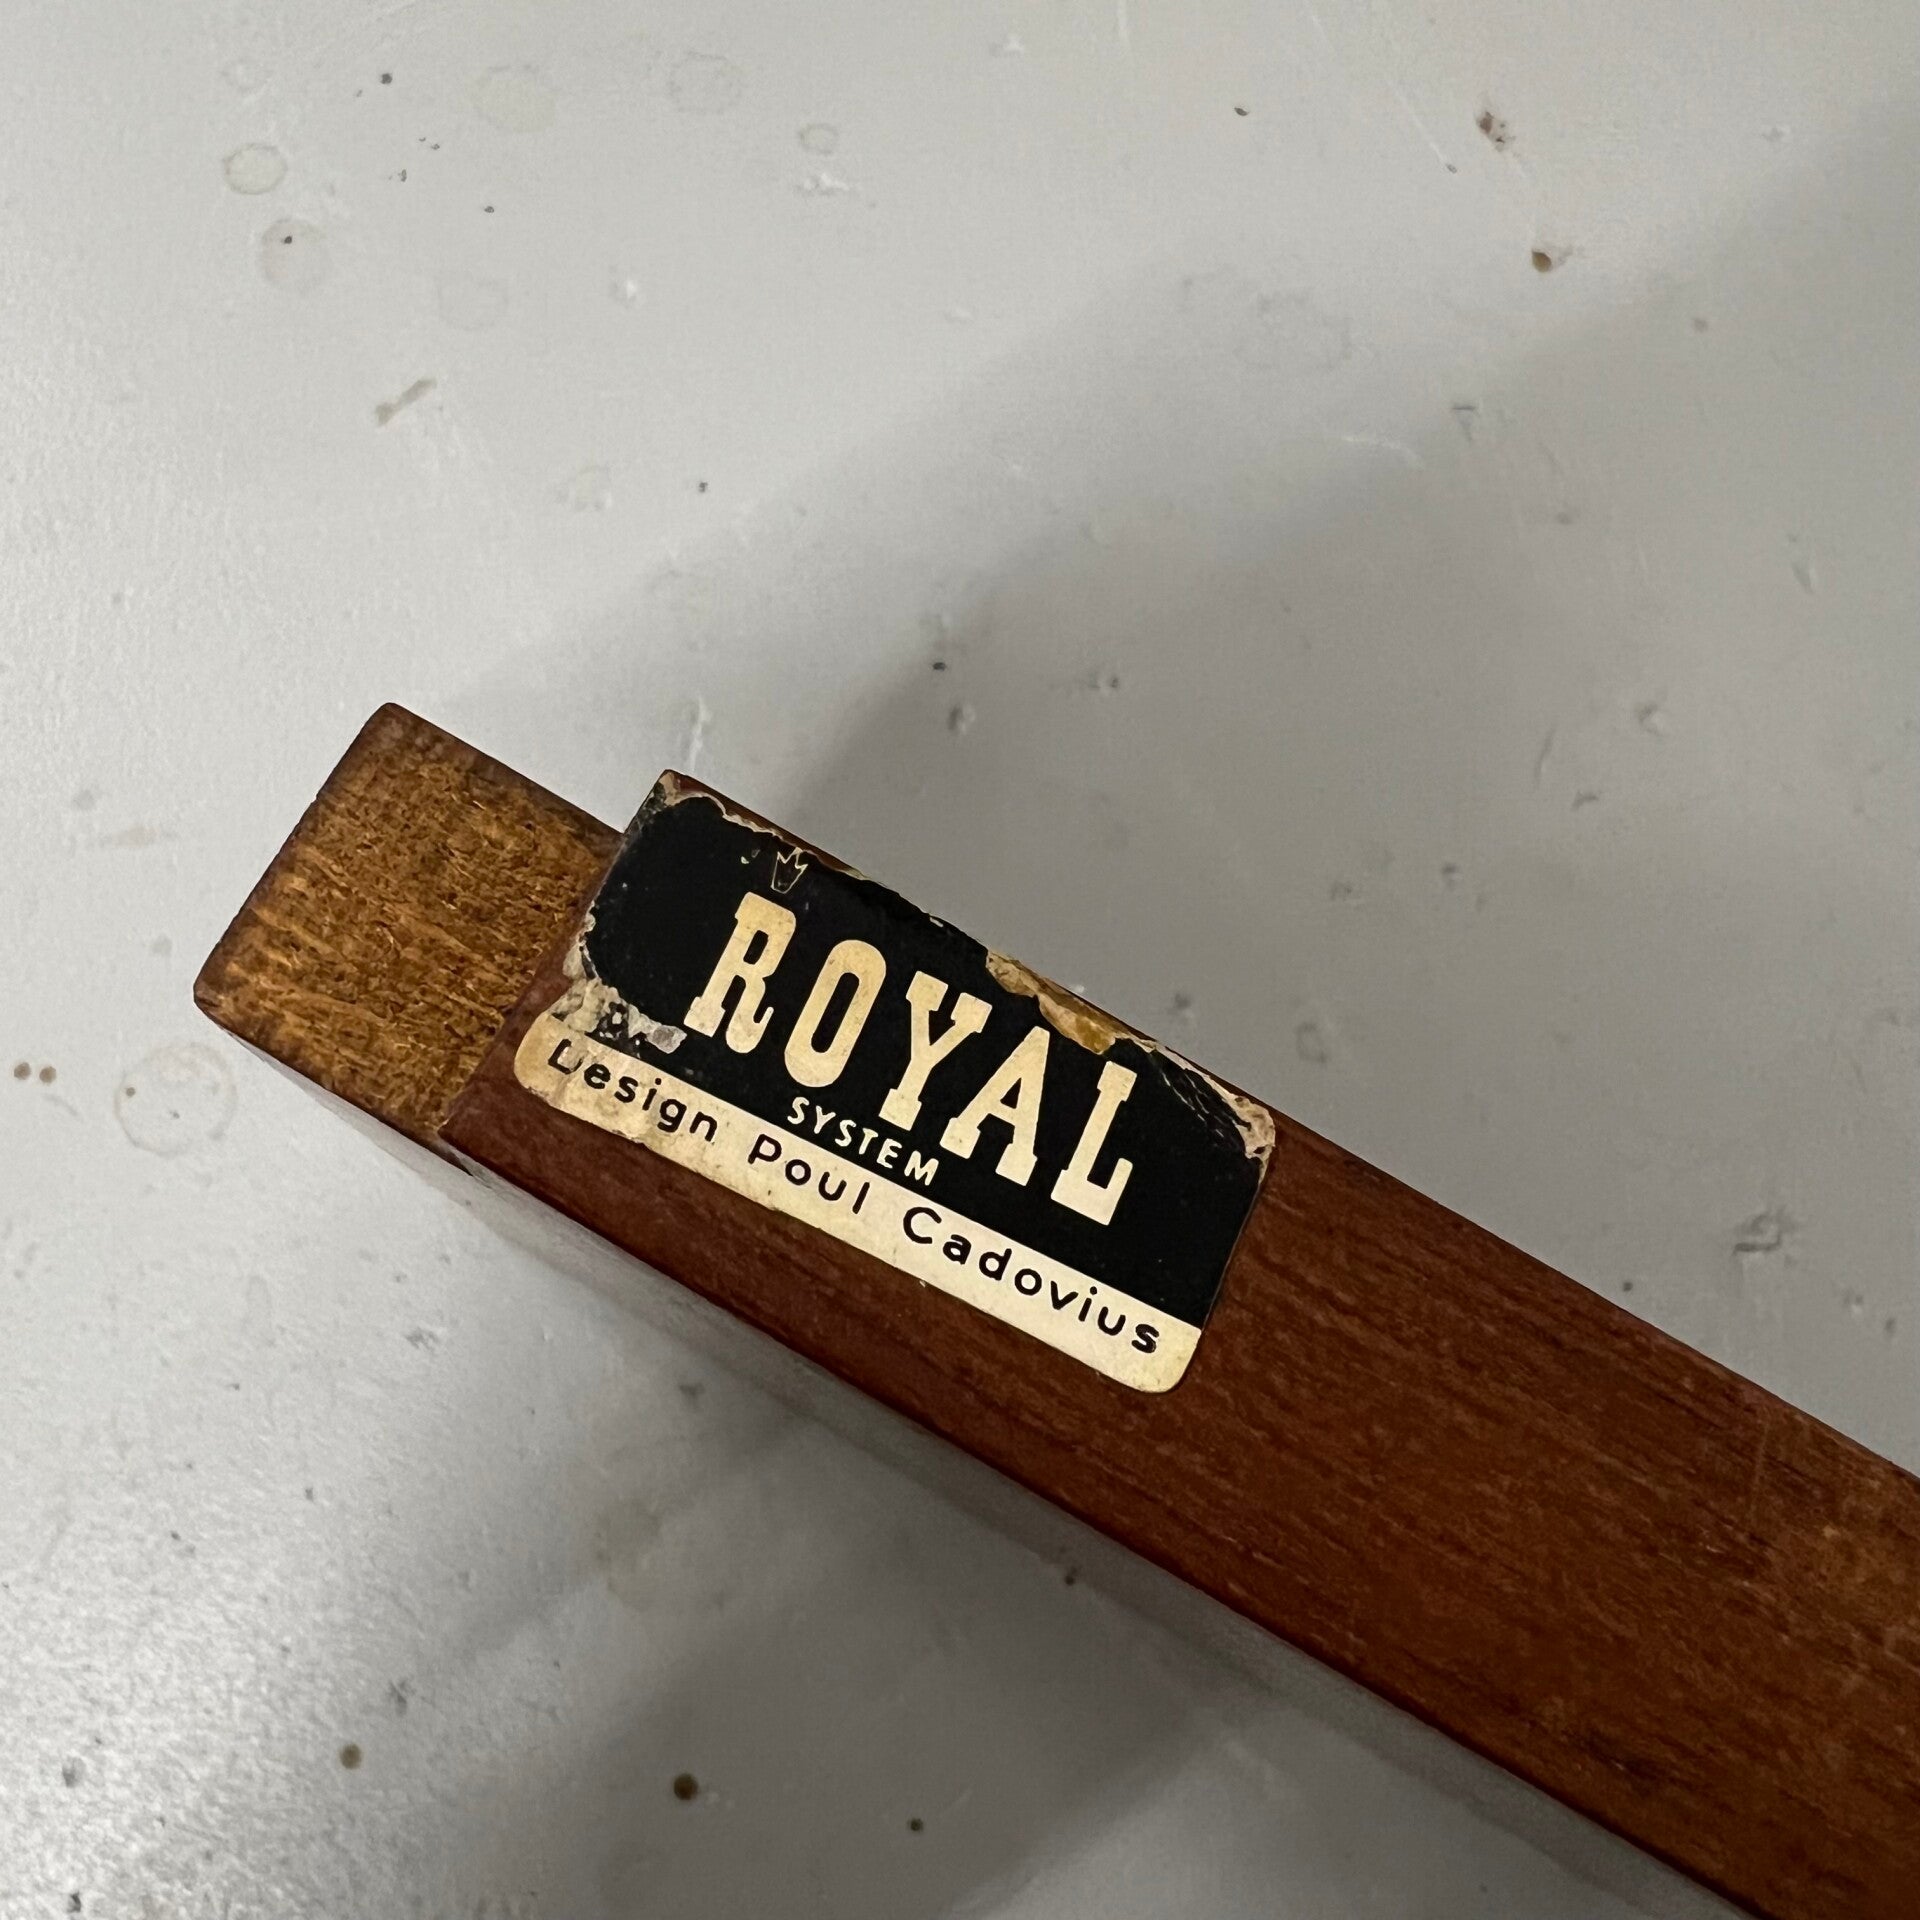 ROYAL
SYSTEM
Design poul Cadovius